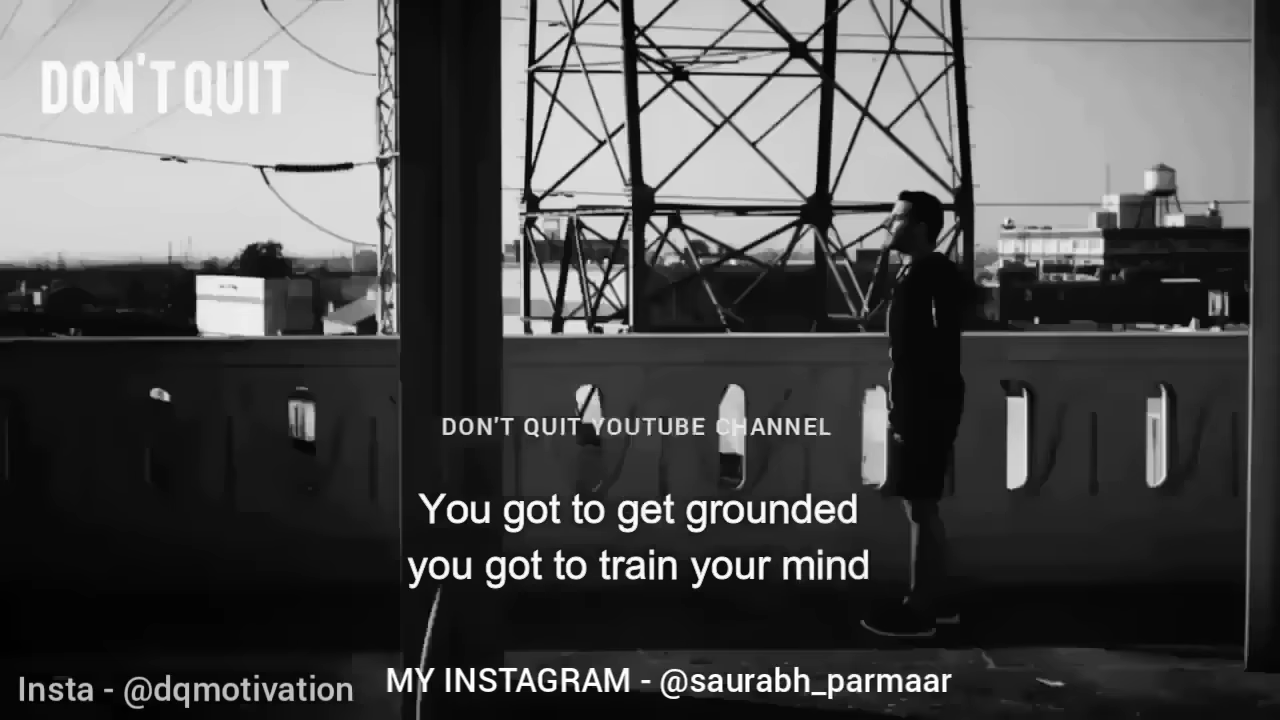 DON'T QUIT
DON'T QUIT YOUTUBE CHANNEL
You got to get grounded
you got to train your mind
Insta - @dqmotivation
MY INSTAGRAM - @saurabh_parmaar